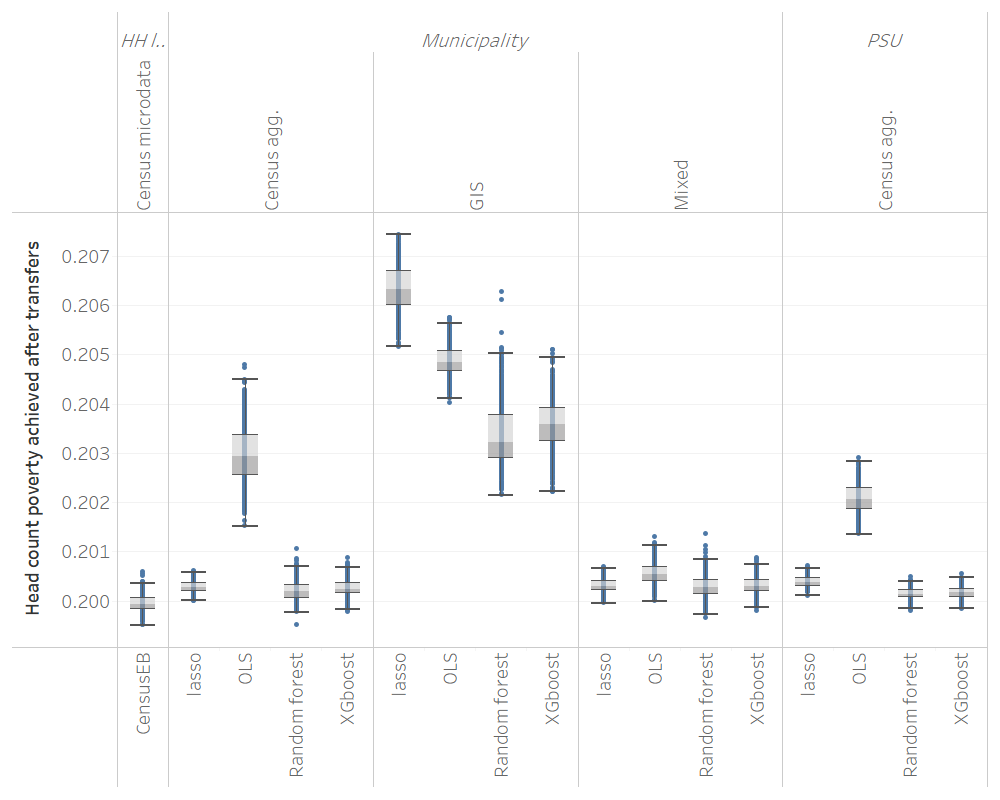 HH l..
Municipality
PSU
Census microdata
Census agg.
GIS
Mixed
Census agg.
Head count poverty achieved after transfers
0.207
0.206
0.205
0.204
0.203
0.202
0.201
0.200
CensusEB
lasso
OLS
Random forest
XGboost
lasso
OLS
Random forest
XGboost
lasso
OLS
Random forest
XGboost
lasso
OLS
Random forest
XGboost